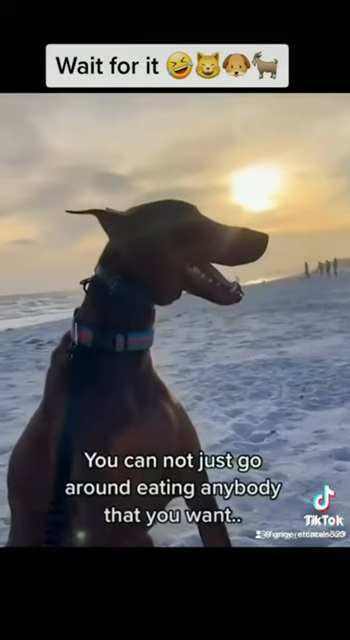 Wait for it 🤣😸🐶🐐
You can not just go
around eating anybody
that you want..
TikTok